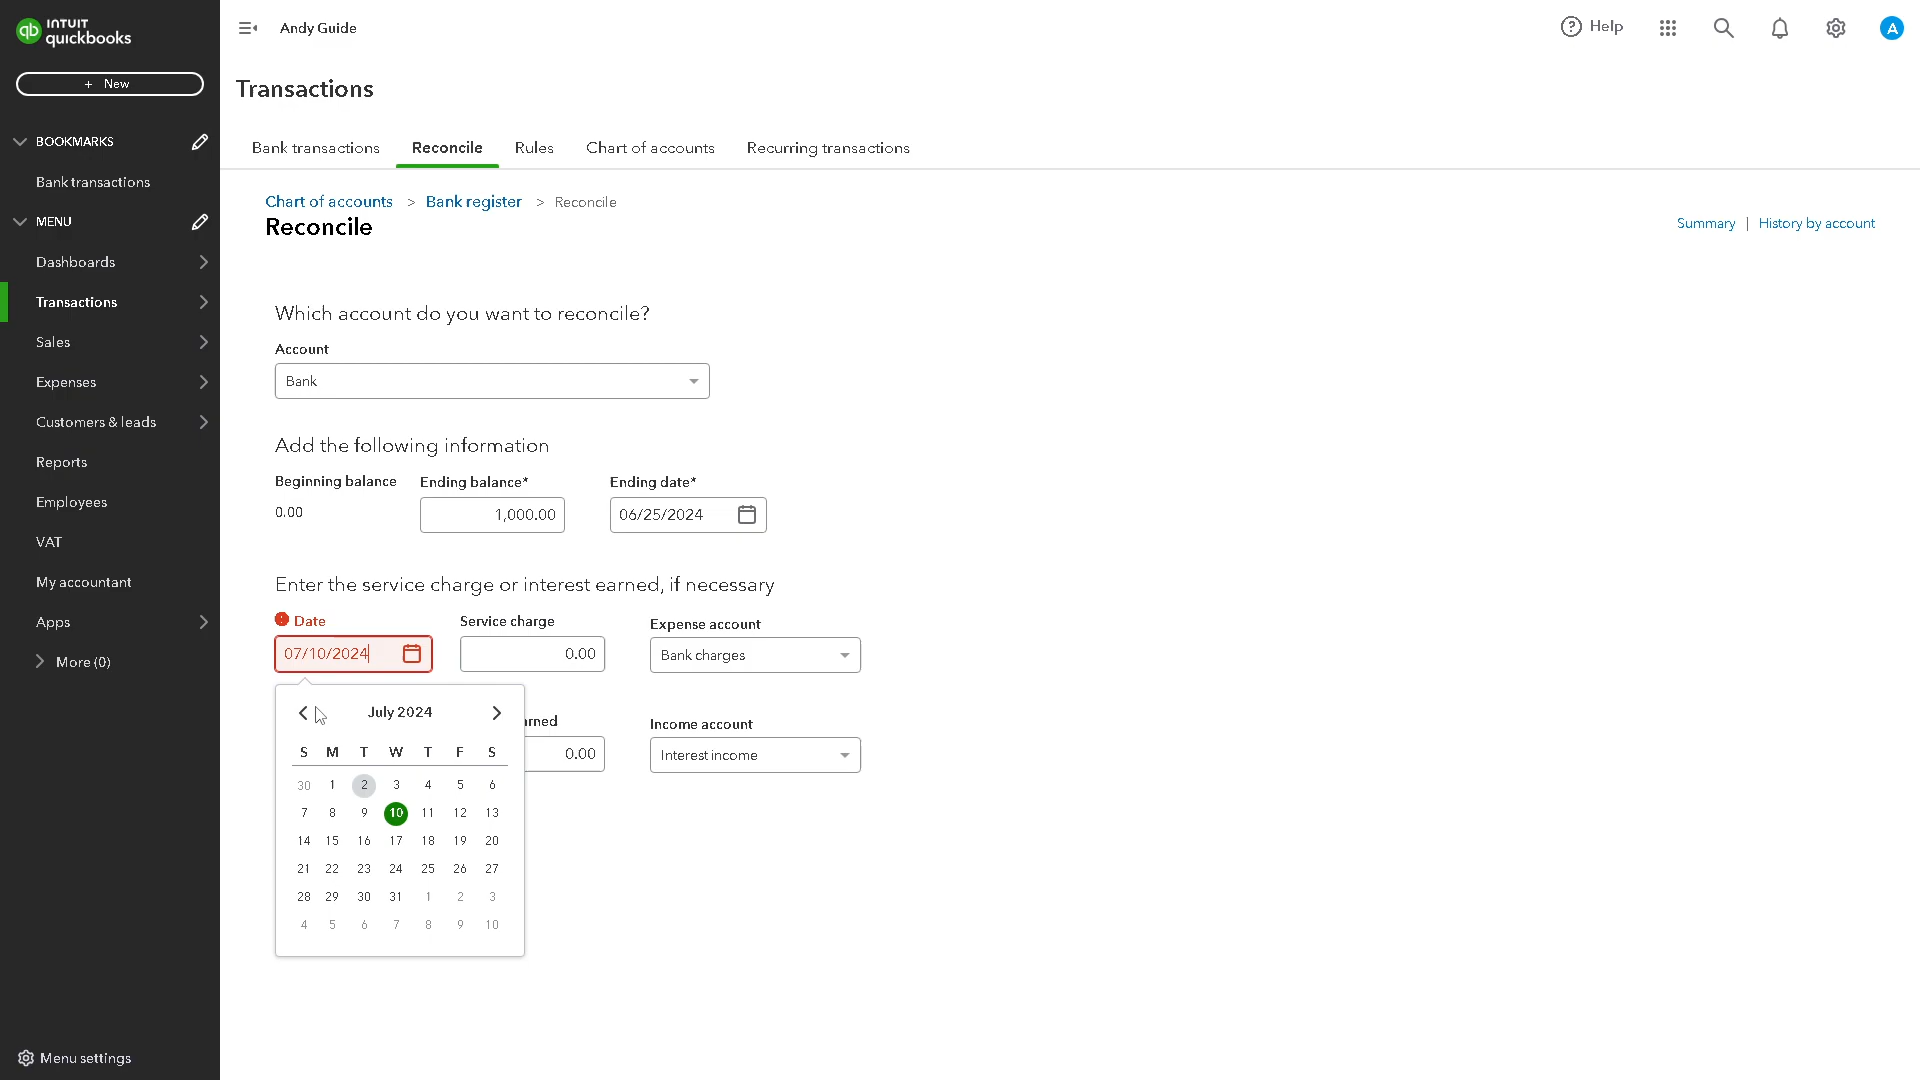 INTUIT
quickbooks
Andy Guide
Help
A
+ New
Transactions
BOOKMARKS
Bank transactions
Reconcile
Rules
Chart of accounts
Recurring transactions
Bank transactions
MENU
Dashboards
Transactions
Sales
Expenses
Customers & leads
Reports
Employees
VAT
My accountant
Apps
More (0)
Menu settings
Chart of accounts > Bank register > Reconcile
Reconcile
Summary | History by account
Which account do you want to reconcile?
Account
Bank
Add the following information
Beginning balance Ending balance* Ending date*
0.00 1,000.00 06/25/2024
Enter the service charge or interest earned, if necessary
Date Service charge Expense account
07/10/2024 0.00 Bank charges
July 2024
S M T W T F S
30 1 2 3 4 5 6
7 8 9 10 11 12 13
14 15 16 17 18 19 20
21 22 23 24 25 26 27
28 29 30 31 1 2 3
4 5 6 7 8 9 10
rned Income account
0.00 Interest income